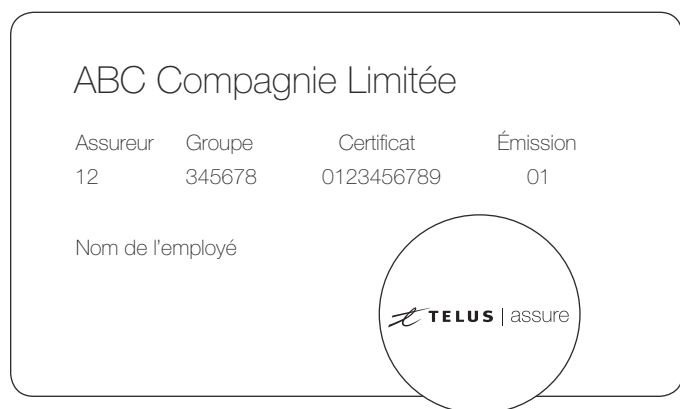 ABC Compagnie Limitée
Assureur Groupe Certificat Émission
12 345678 0123456789 01
Nom de l'employé
TELUS | assure